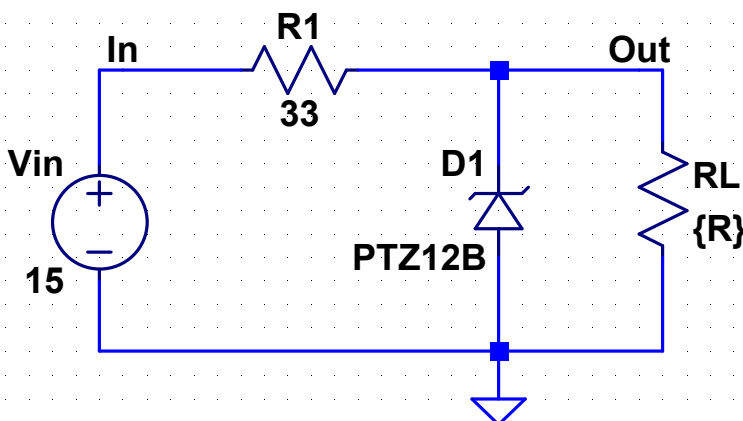 R1
In
Out
33
Vin
D1
RL
{R}
PTZ12B
15